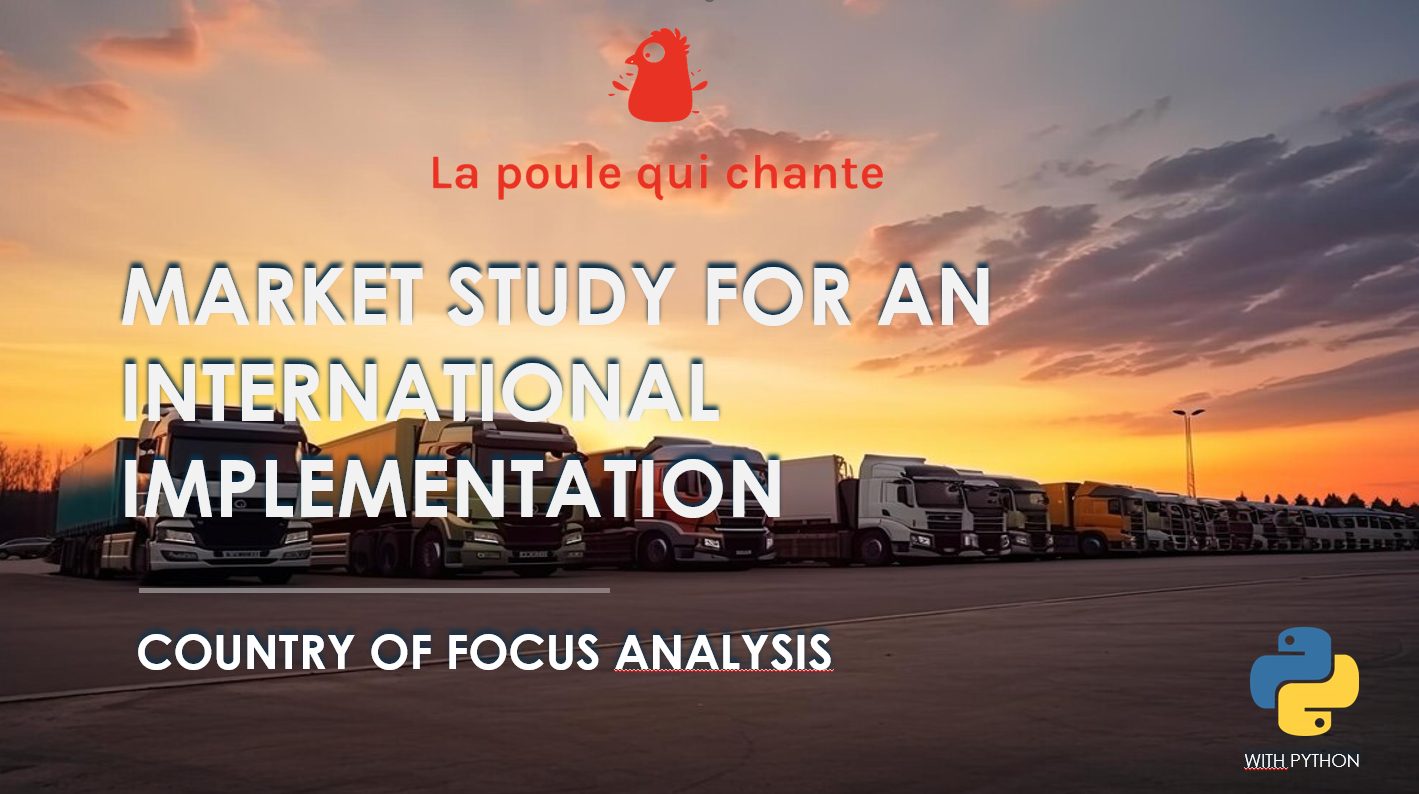 La poule qui chante
MARKET STUDY FOR AN
INTERNATIONAL
IMPLEMENTATION
COUNTRY OF FOCUS ANALYSIS
WITH PYTHON